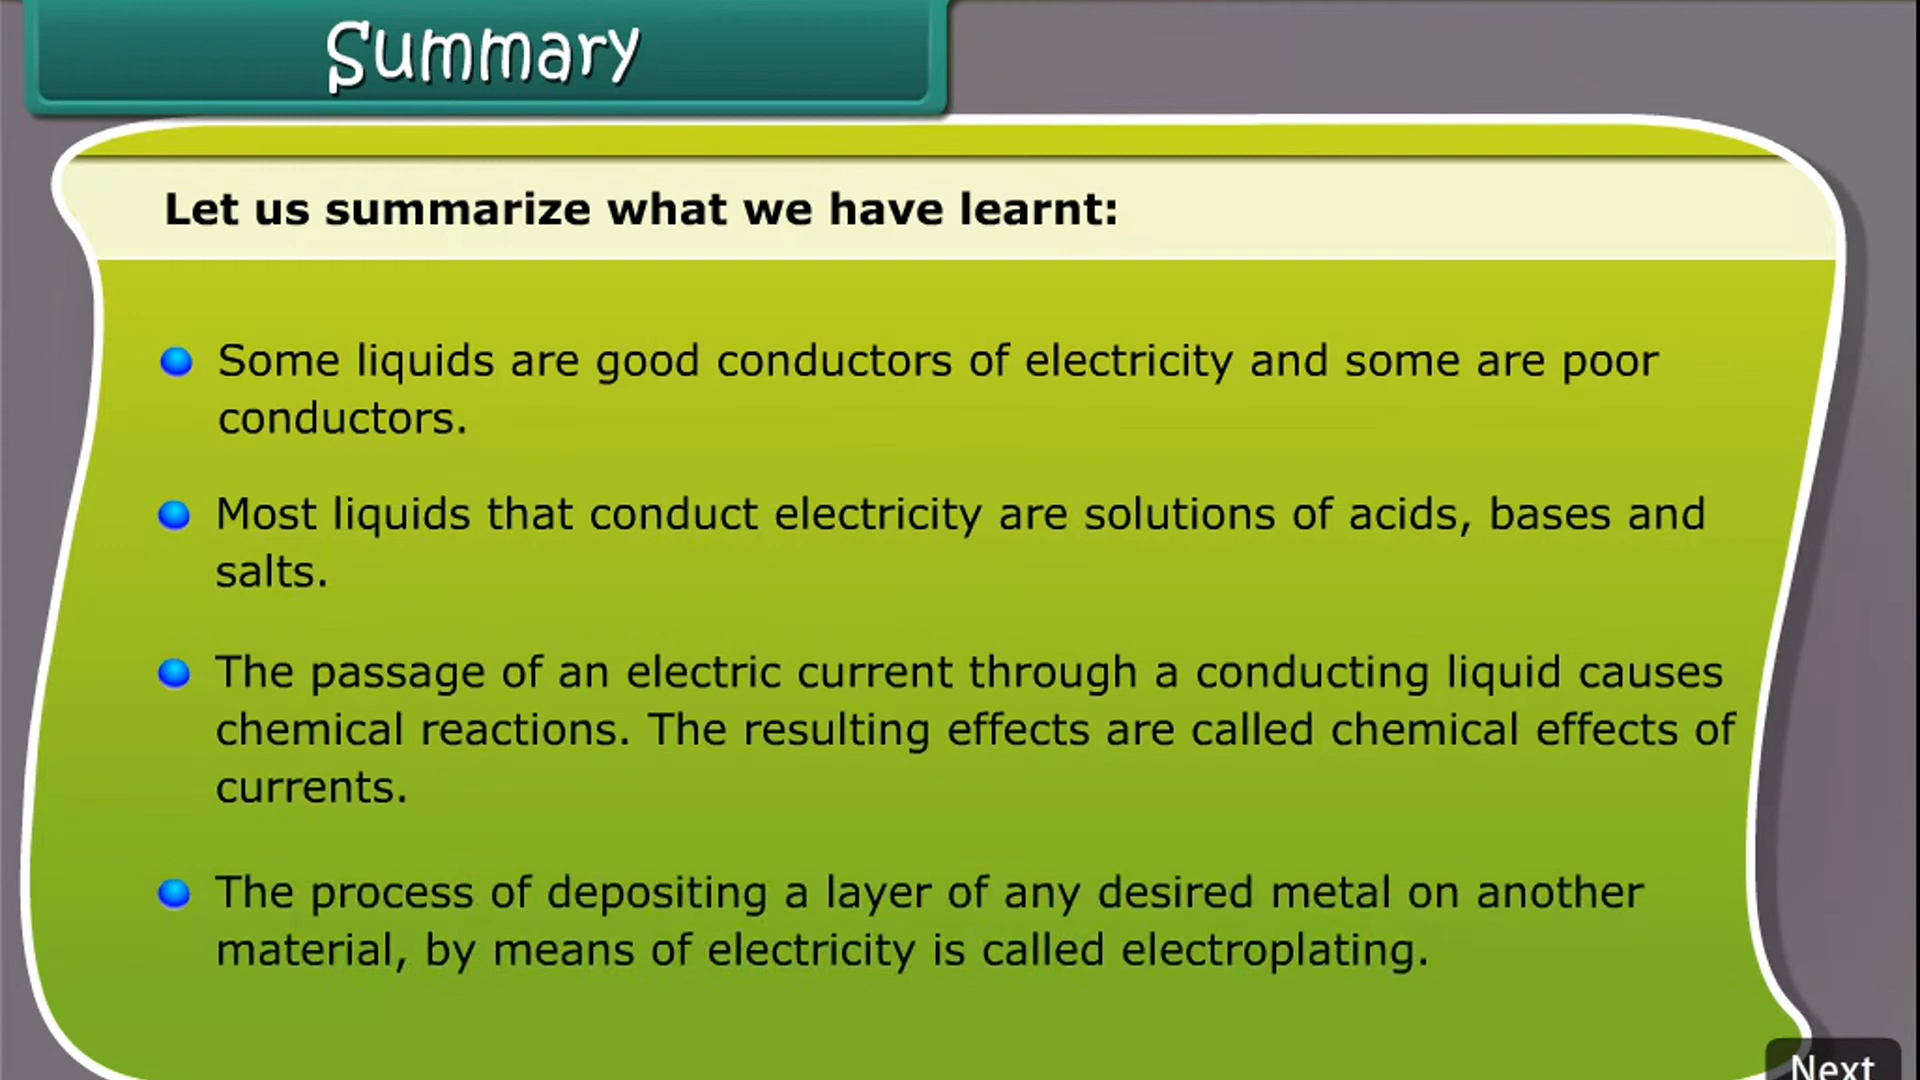 Summary
Let us summarize what we have learnt:
Some liquids are good conductors of electricity and some are poor
conductors.
Most liquids that conduct electricity are solutions of acids, bases and
salts.
The passage of an electric current through a conducting liquid causes
chemical reactions. The resulting effects are called chemical effects of
currents.
The process of depositing a layer of any desired metal on another
material, by means of electricity is called electroplating.
Next